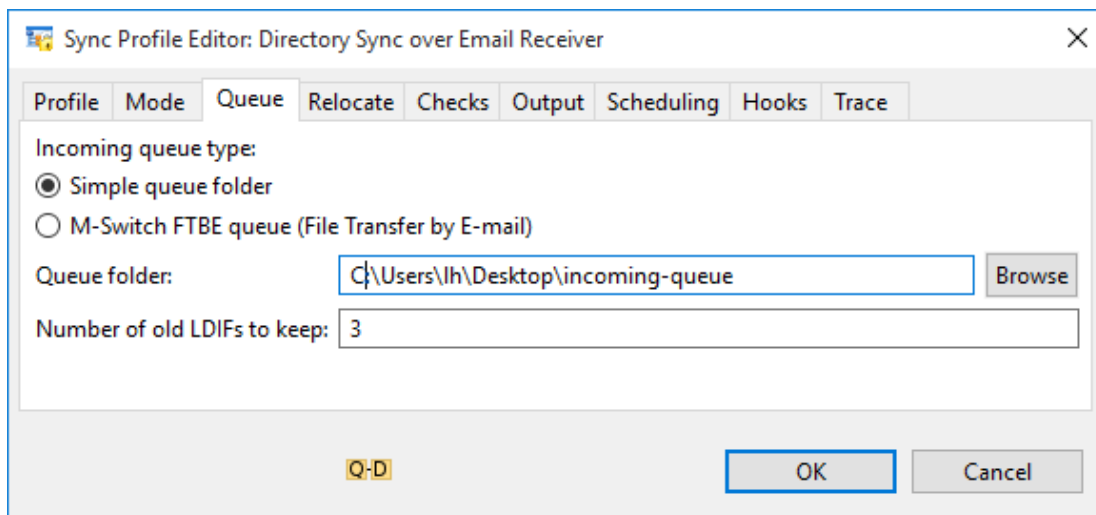 Sync Profile Editor: Directory Sync over Email Receiver
Profile Mode Queue Relocate Checks Output Scheduling Hooks Trace
Incoming queue type:
Simple queue folder
M-Switch FTBE queue (File Transfer by E-mail)
Queue folder: C:\Users\lh\Desktop\incoming-queue Browse
Number of old LDIFs to keep: 3
Q-D OK Cancel